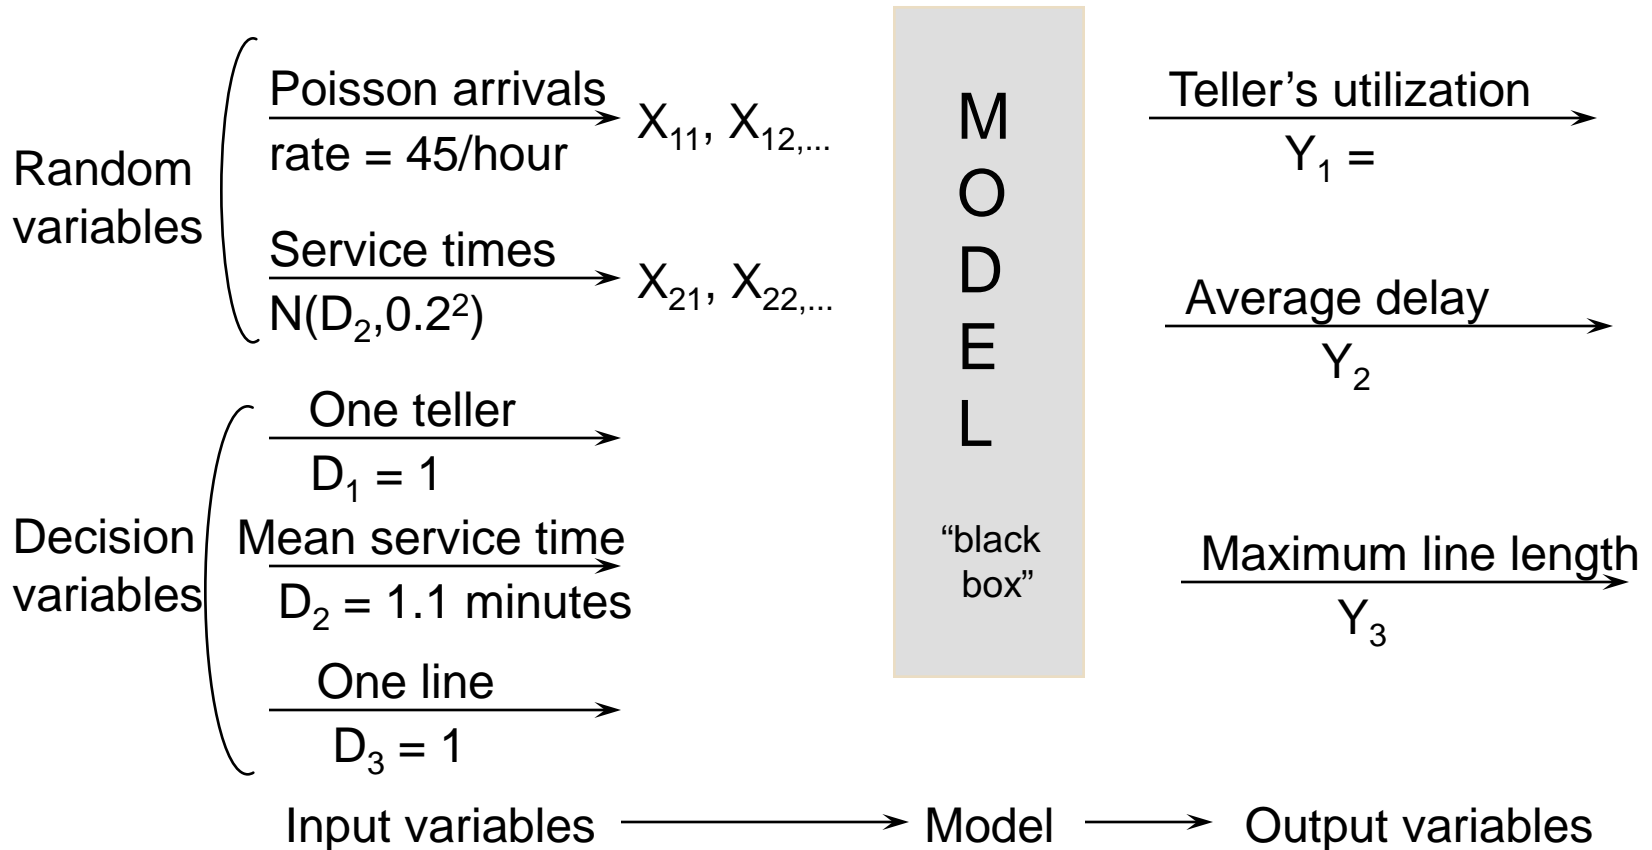 Random
variables
Poisson arrivals
rate = 45/hour
X₁₁, X₁₂,...
Service times
N(D₂,0.2²)
X₂₁, X₂₂,...
Decision
variables
One teller
D₁ = 1
Mean service time
D₂ = 1.1 minutes
One line
D₃ = 1
M
O
D
E
L
“black
box”
Teller’s utilization
Y₁ =
Average delay
Y₂
Maximum line length
Y₃
Input variables
Model
Output variables